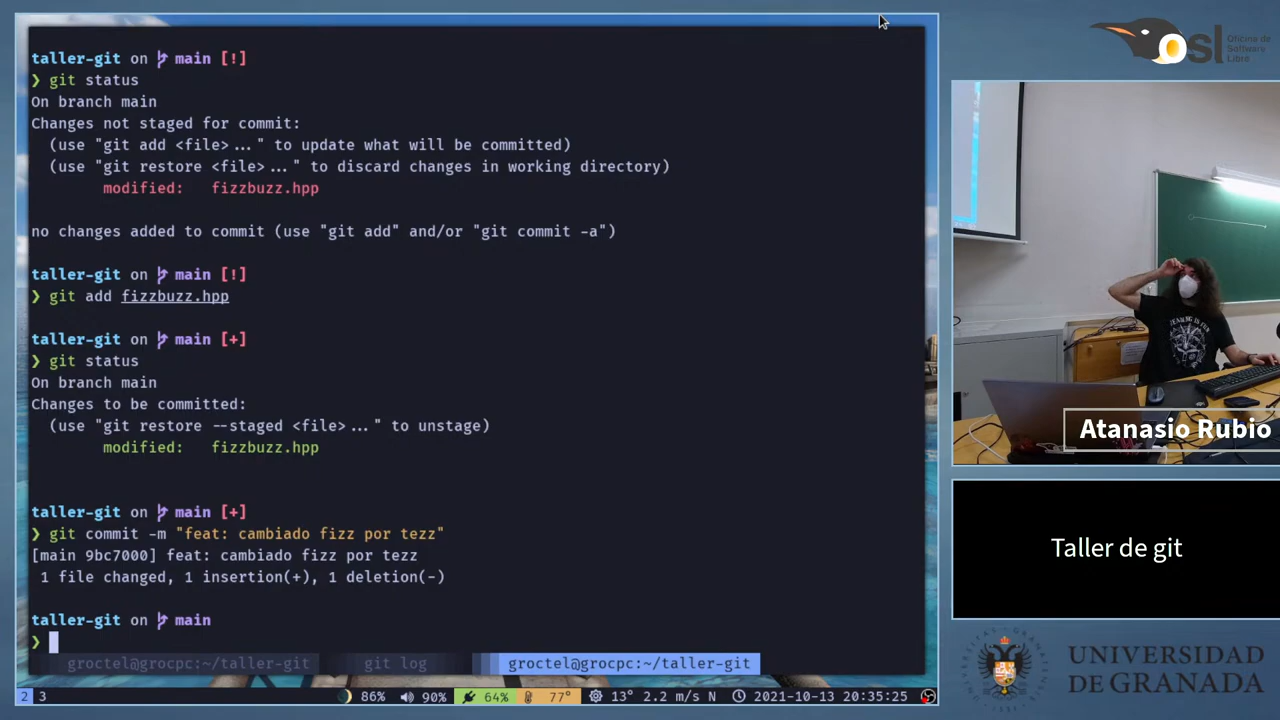 taller-git on main [!]
❯ git status
On branch main
Changes not staged for commit:
(use "git add <file>..." to update what will be committed)
(use "git restore <file>..." to discard changes in working directory)
modified: fizzbuzz.hpp
no changes added to commit (use "git add" and/or "git commit -a")
taller-git on main [!]
❯ git add fizzbuzz.hpp
taller-git on main [+]
❯ git status
On branch main
Changes to be committed:
(use "git restore --staged <file>..." to unstage)
modified: fizzbuzz.hpp
taller-git on main [+]
❯ git commit -m "feat: cambiado fizz por tezz"
[main 9bc7000] feat: cambiado fizz por tezz
1 file changed, 1 insertion(+), 1 deletion(-)
taller-git on main
❯
groctel@grocpc:~/taller-git git log groctel@grocpc:~/taller-git
2 3 86% 90% 64% 77° 13° 2.2 m/s N 2021-10-13 20:35:25
osl
Oficina de
Software
Libre
Atanasio Rubio
Taller de git
UNIVERSIDAD
DE GRANADA